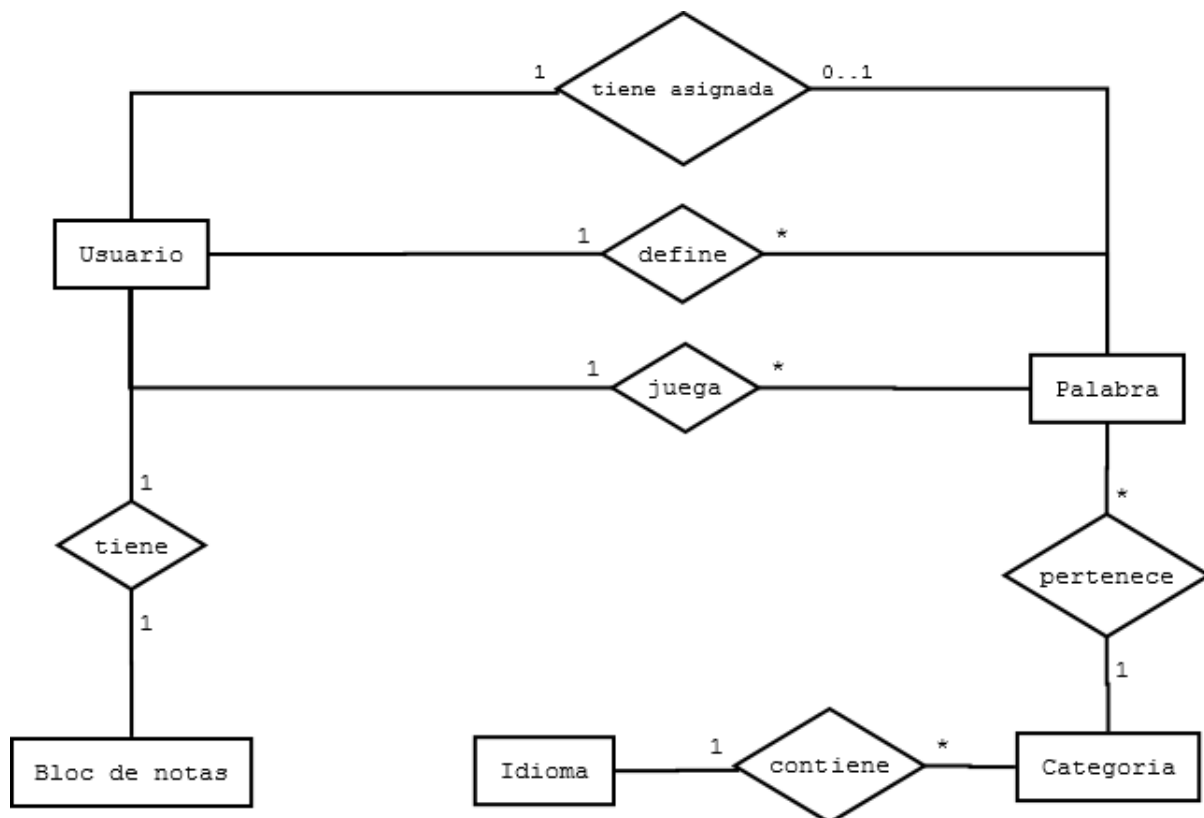 1
tiene asignada
0..1
Usuario
1
define
*
1
juega
*
Palabra
1
tiene
1
*
pertenece
1
Bloc de notas
Idioma
1
contiene
*
Categoria